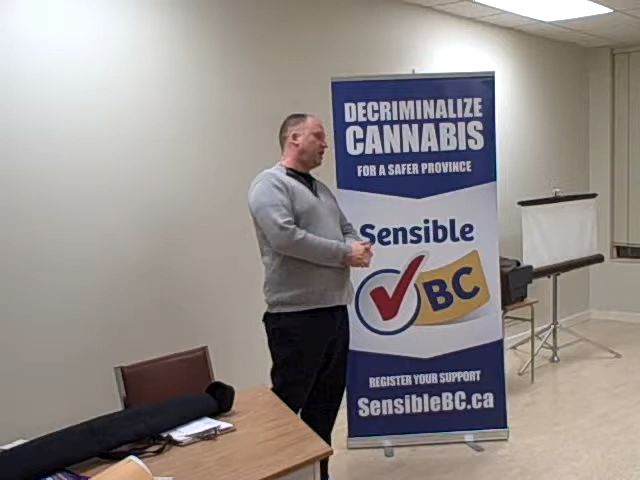 DECRIMINALIZE
CANNABIS
FOR A SAFER PROVINCE
Sensible
BC
REGISTER YOUR SUPPORT
SensibleBC.ca